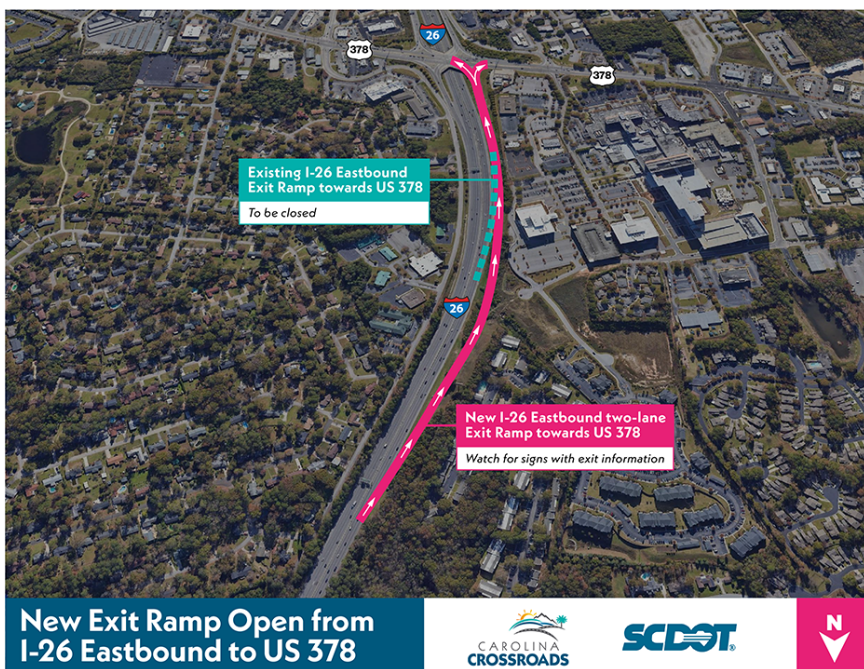 26
378
378
Existing I-26 Eastbound
Exit Ramp towards US 378
To be closed
26
New I-26 Eastbound two-lane
Exit Ramp towards US 378
Watch for signs with exit information
New Exit Ramp Open from
I-26 Eastbound to US 378
CAROLINA
CROSSROADS
SCDOT®
N